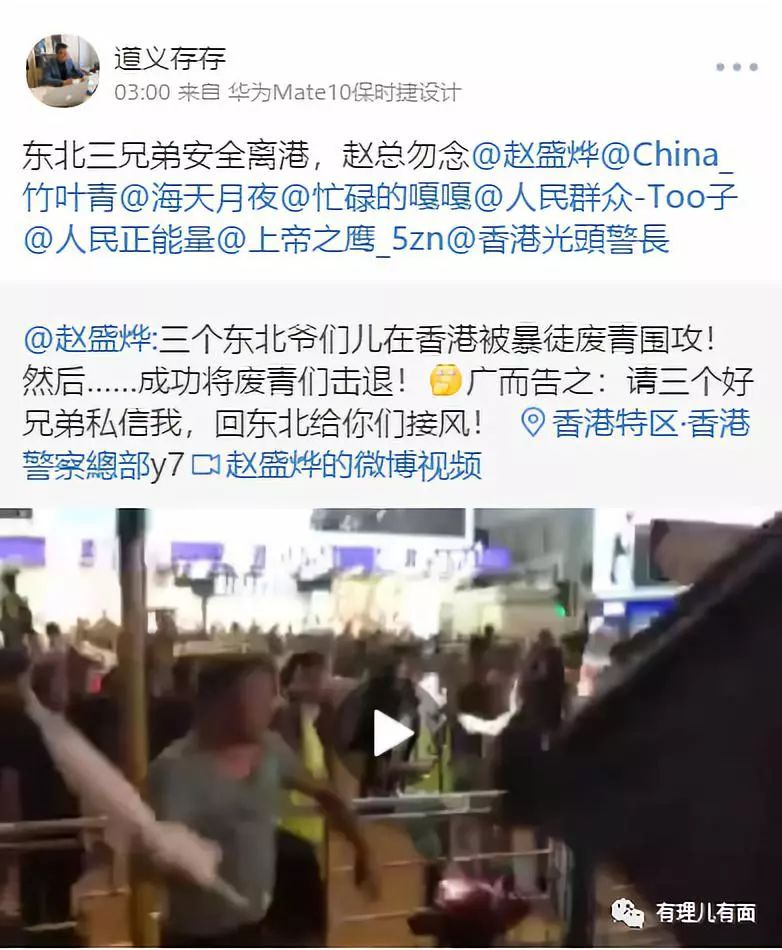 道义存存
03:00 来自 华为Mate10保时捷设计
东北三兄弟安全离港，赵总勿念@赵盛烨@China_
竹叶青@海天月夜@忙碌的嘎嘎@人民群众-Too子
@人民正能量@上帝之鹰_5zn@香港光頭警長
@赵盛烨:三个东北爷们儿在香港被暴徒废青围攻！
然后......成功将废青们击退！🤔广而告之：请三个好
兄弟私信我，回东北给你们接风！ 香港特区·香港
警察總部y7 赵盛烨的微博视频
有理儿有面